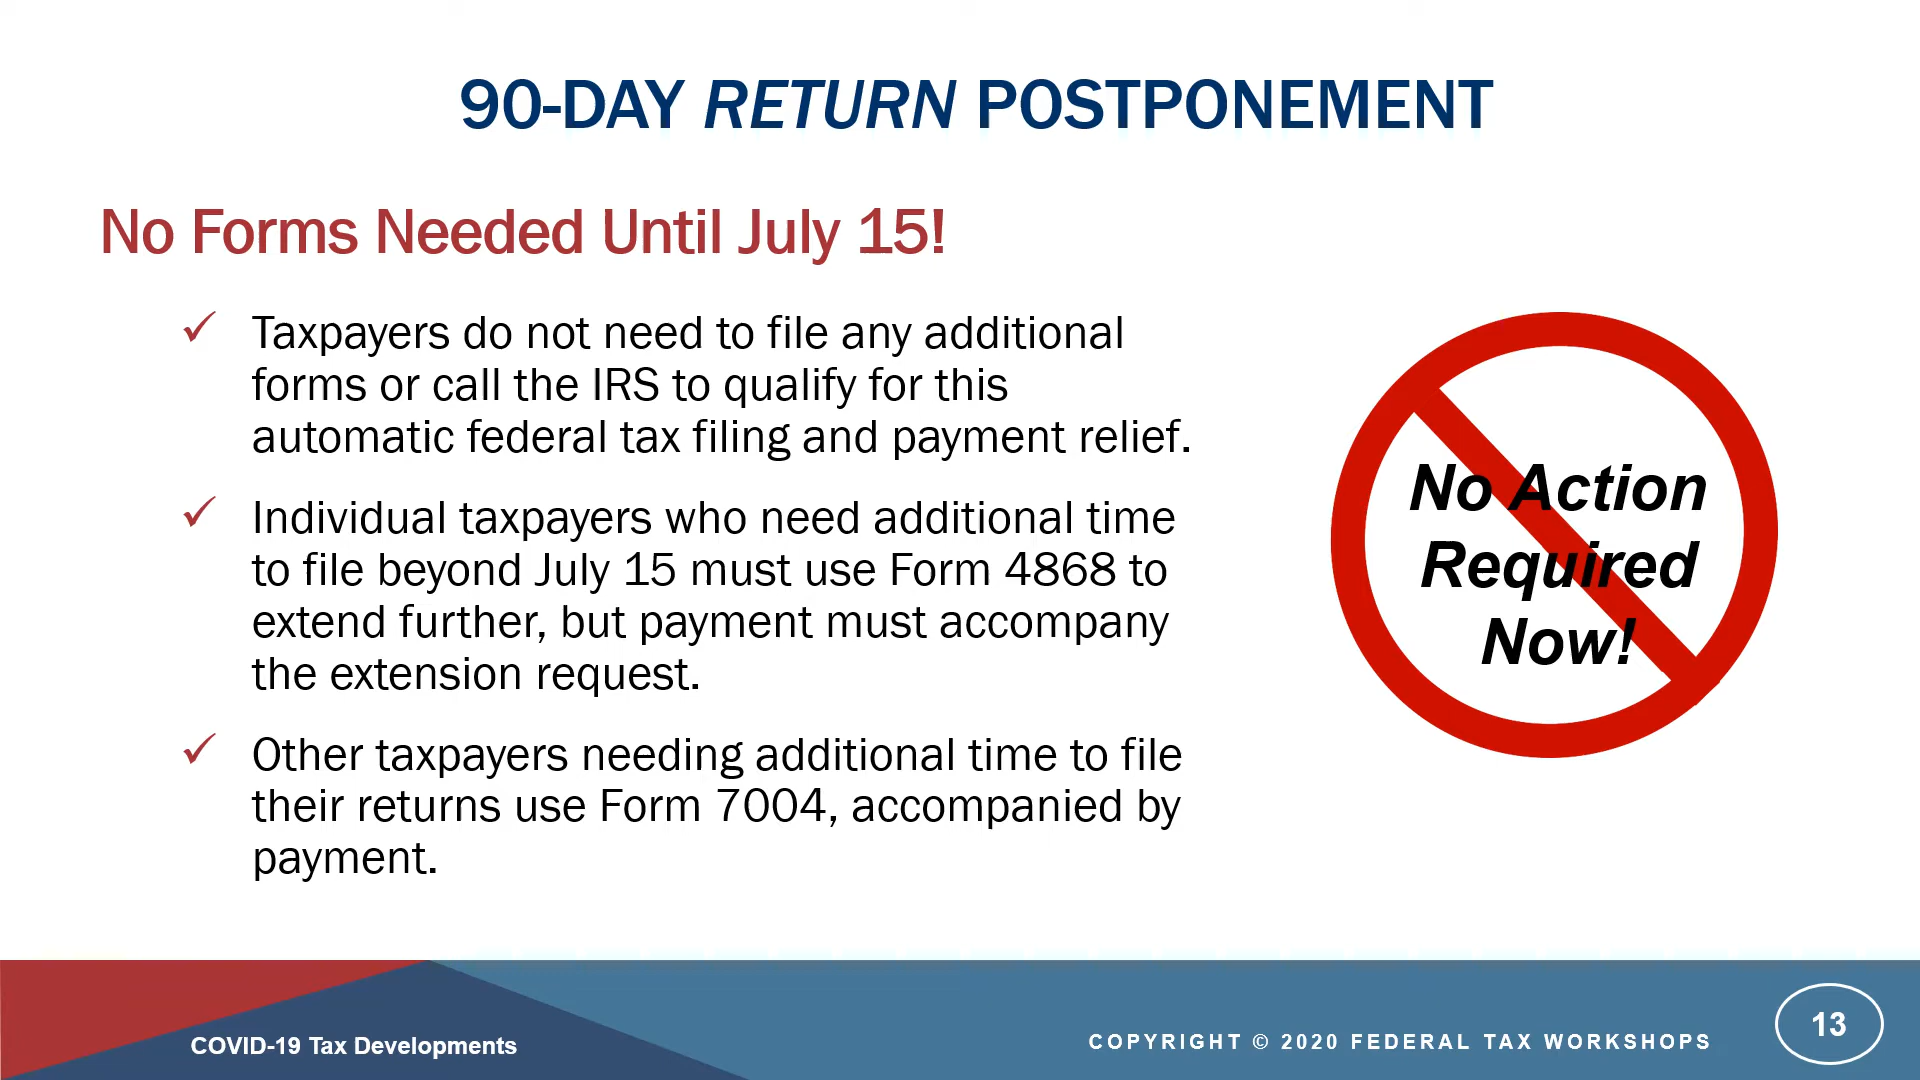 90-DAY RETURN POSTPONEMENT
No Forms Needed Until July 15!
Taxpayers do not need to file any additional
forms or call the IRS to qualify for this
automatic federal tax filing and payment relief.
Individual taxpayers who need additional time
to file beyond July 15 must use Form 4868 to
extend further, but payment must accompany
the extension request.
Other taxpayers needing additional time to file
their returns use Form 7004, accompanied by
payment.
No Action
Required
Now!
COVID-19 Tax Developments
COPYRIGHT © 2020 FEDERAL TAX WORKSHOPS
13